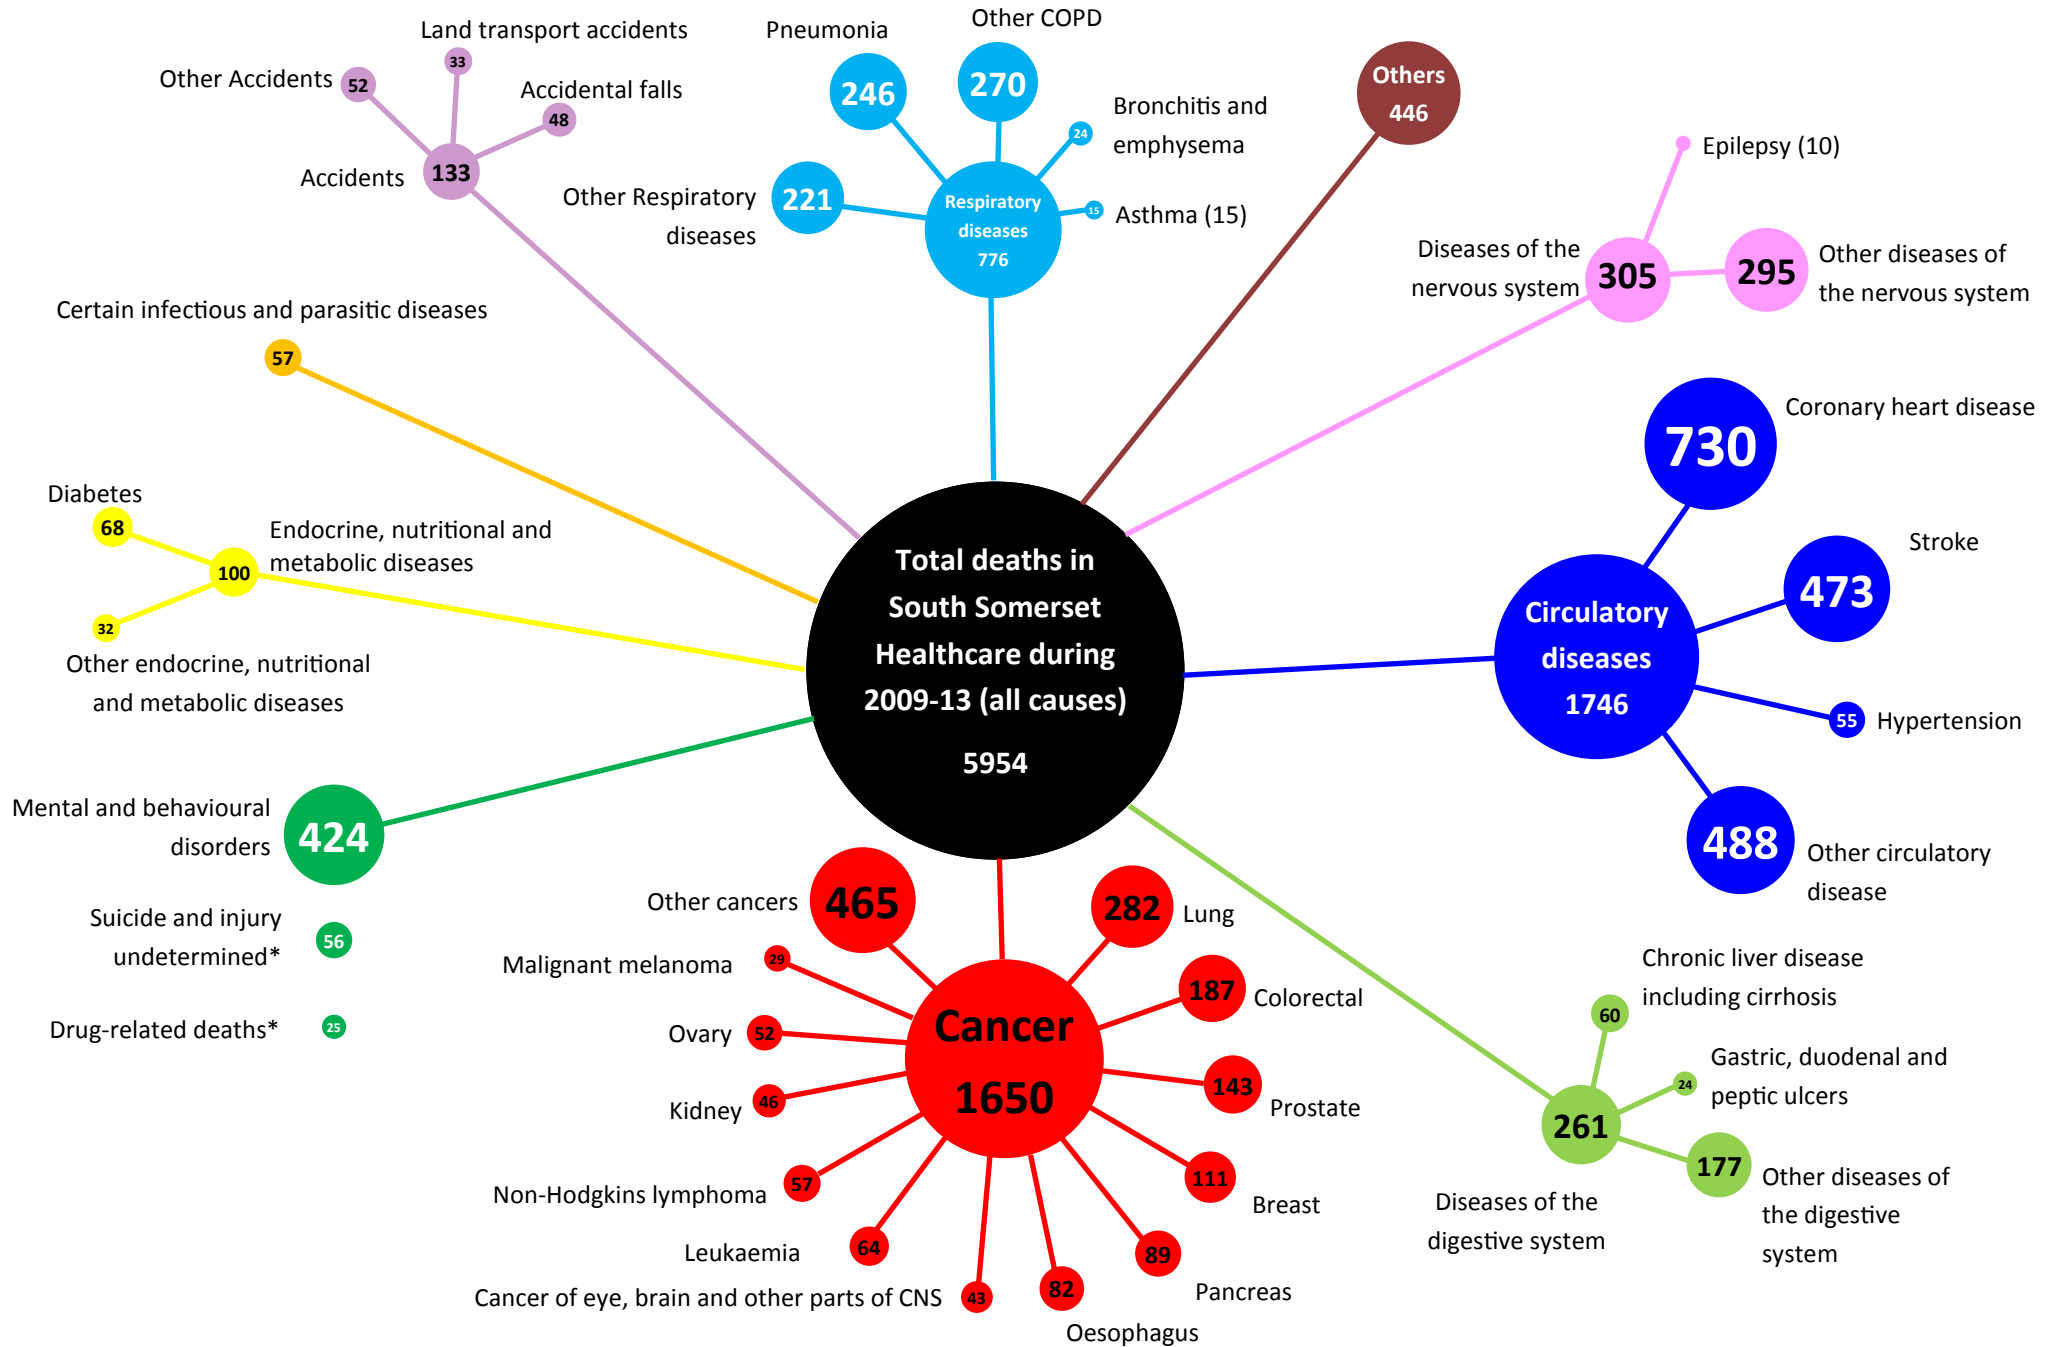 Land transport accidents
33
Other Accidents
52
Accidental falls
48
Accidents
133
Pneumonia
246
Other COPD
270
Bronchitis and
emphysema
24
Other Respiratory
diseases
221
Asthma (15)
15
Respiratory
diseases
776
Others
446
Epilepsy (10)
Diseases of the
nervous system
305
295
Other diseases of
the nervous system
Certain infectious and parasitic diseases
57
Diabetes
68
Endocrine, nutritional and
metabolic diseases
100
32
Other endocrine, nutritional
and metabolic diseases
Total deaths in
South Somerset
Healthcare during
2009-13 (all causes)
5954
Coronary heart disease
730
Stroke
473
Circulatory
diseases
1746
55
Hypertension
488
Other circulatory
disease
Mental and behavioural
disorders
424
Suicide and injury
undetermined*
56
Drug-related deaths*
25
Other cancers
465
Malignant melanoma
29
Ovary
52
Kidney
46
Non-Hodgkins lymphoma
57
Leukaemia
64
Cancer of eye, brain and other parts of CNS
43
82
Oesophagus
89
Pancreas
111
Breast
143
Prostate
187
Colorectal
282
Lung
Cancer
1650
Chronic liver disease
including cirrhosis
60
Gastric, duodenal and
peptic ulcers
24
261
177
Other diseases of
the digestive
system
Diseases of the
digestive system